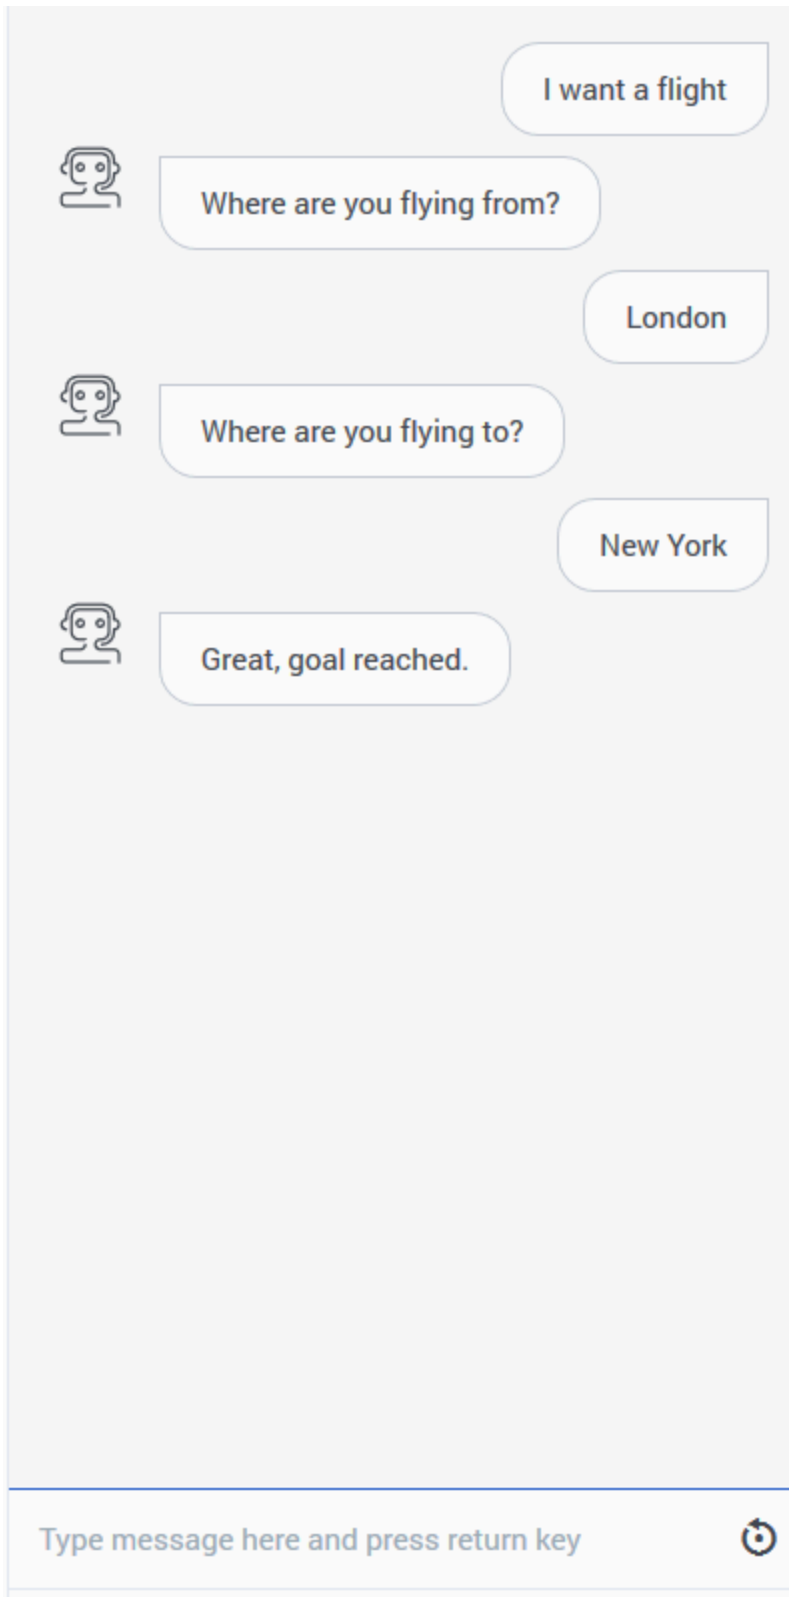 I want a flight
Where are you flying from?
London
Where are you flying to?
New York
Great, goal reached.
Type message here and press return key